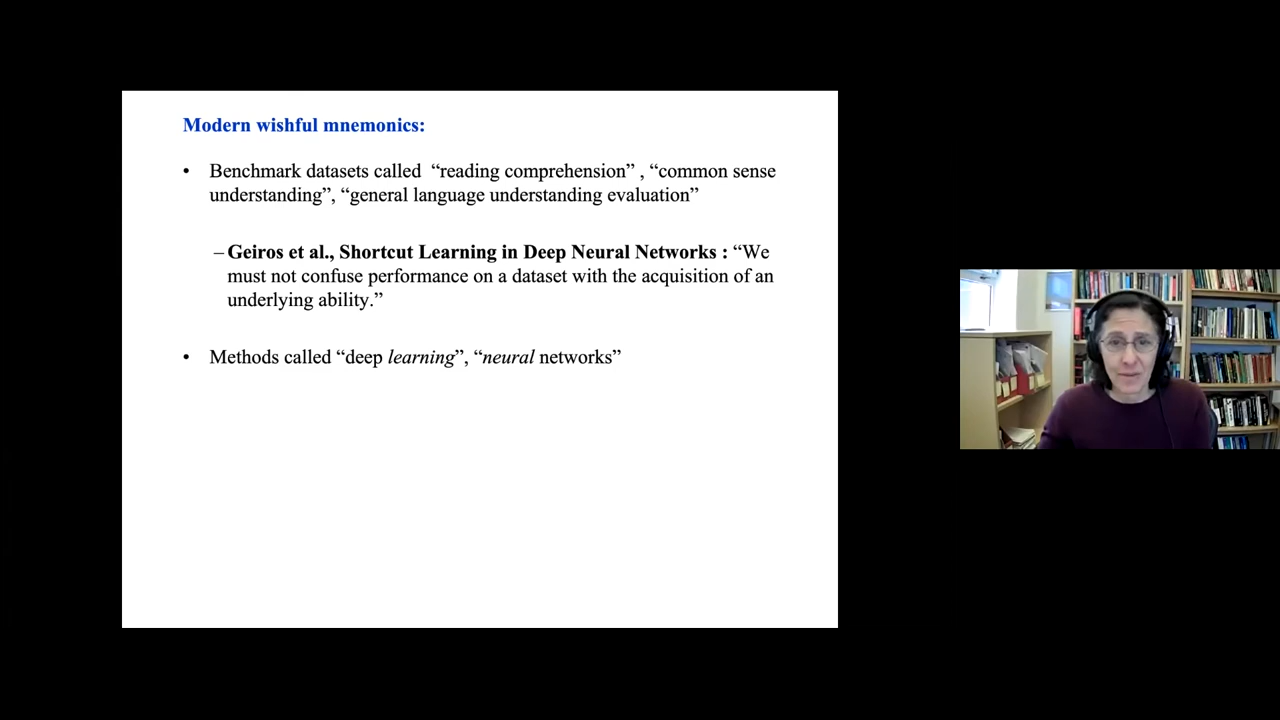 Modern wishful mnemonics:
• Benchmark datasets called “reading comprehension” , “common sense
understanding”, “general language understanding evaluation”
– Geiros et al., Shortcut Learning in Deep Neural Networks : “We
must not confuse performance on a dataset with the acquisition of an
underlying ability.”
• Methods called “deep learning”, “neural networks”